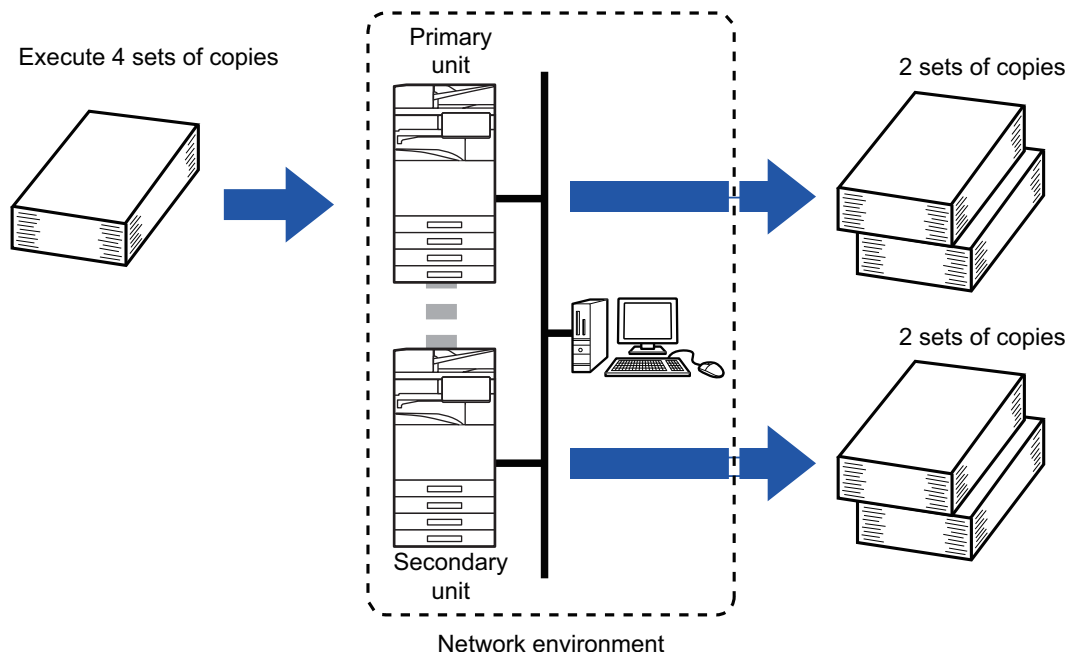 Execute 4 sets of copies
Primary
unit
2 sets of copies
2 sets of copies
Secondary
unit
Network environment